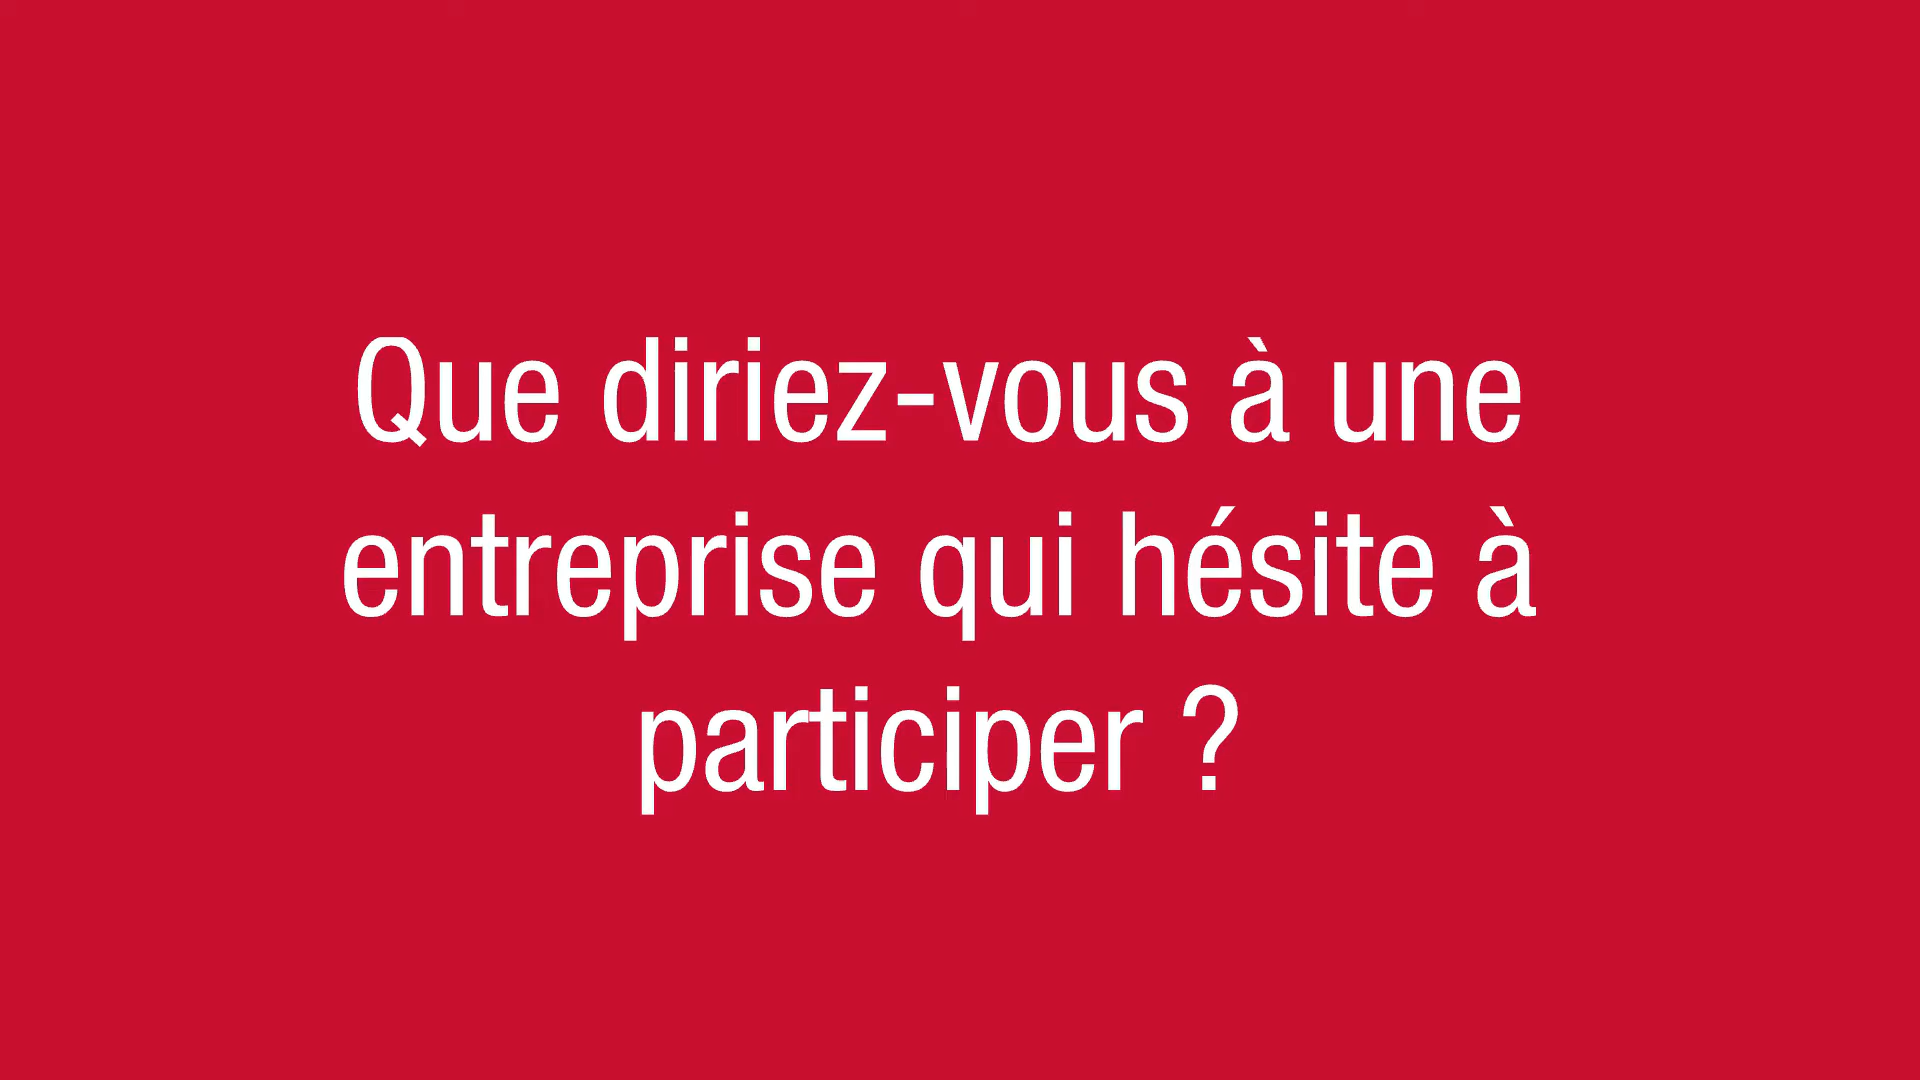 Que diriez-vous à une
entreprise qui hésite à
participer ?